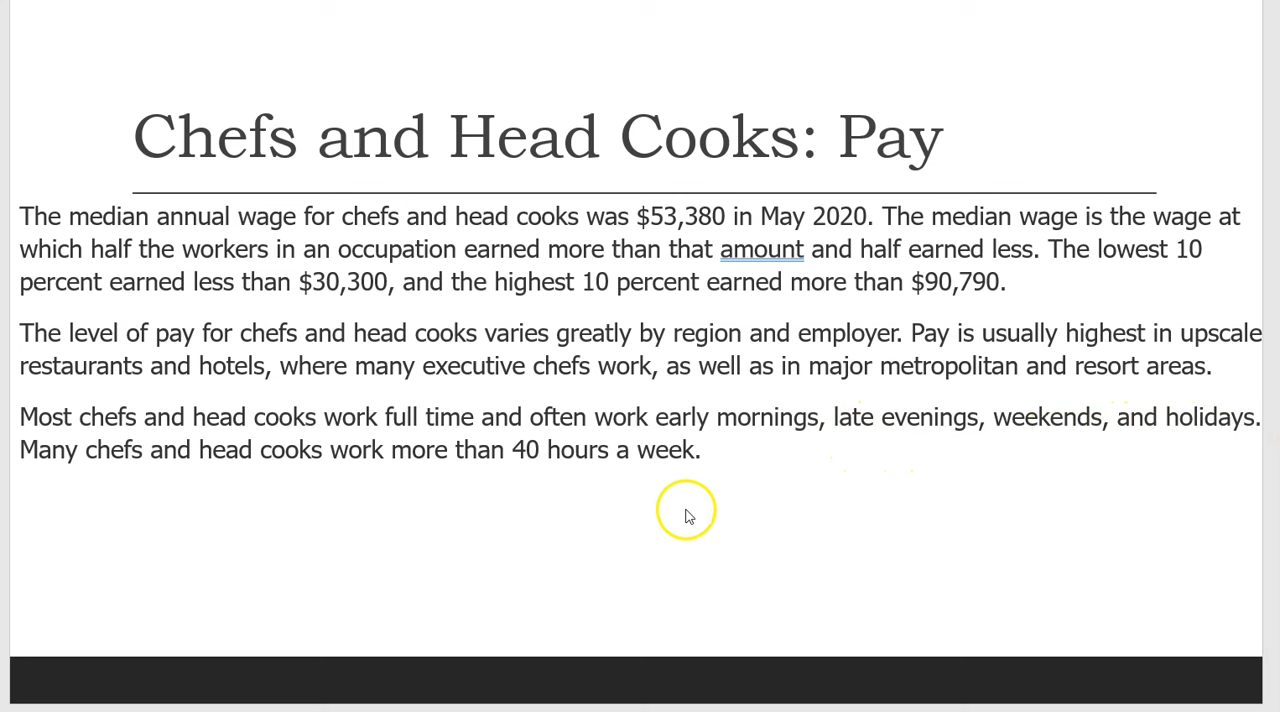 Chefs and Head Cooks: Pay
The median annual wage for chefs and head cooks was $53,380 in May 2020. The median wage is the wage at
which half the workers in an occupation earned more than that amount and half earned less. The lowest 10
percent earned less than $30,300, and the highest 10 percent earned more than $90,790.
The level of pay for chefs and head cooks varies greatly by region and employer. Pay is usually highest in upscale
restaurants and hotels, where many executive chefs work, as well as in major metropolitan and resort areas.
Most chefs and head cooks work full time and often work early mornings, late evenings, weekends, and holidays.
Many chefs and head cooks work more than 40 hours a week.